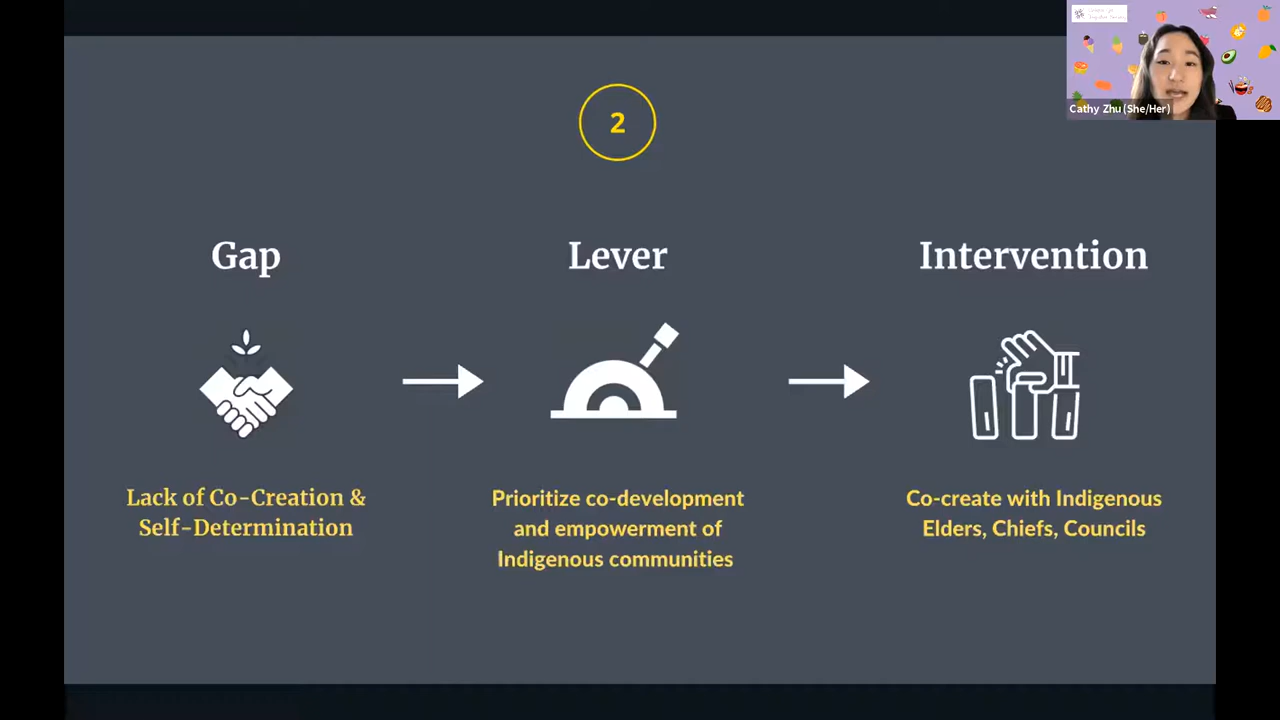 2
Gap
Lever
Intervention
Lack of Co-Creation &
Self-Determination
Prioritize co-development
and empowerment of
Indigenous communities
Co-create with Indigenous
Elders, Chiefs, Councils
Cathy Zhu (She/Her)